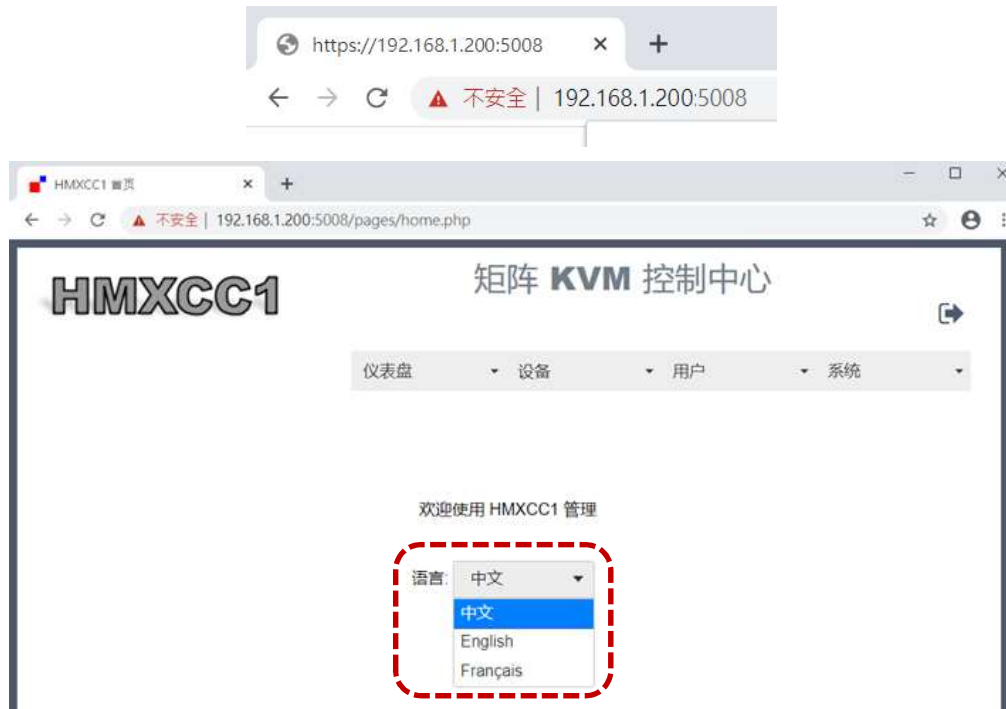 https://192.168.1.200:5008
不安全 | 192.168.1.200:5008
HMXCC1 首页
不安全 | 192.168.1.200:5008/pages/home.php
HMXCC1
矩阵 KVM 控制中心
仪表盘 设备 用户 系统
欢迎使用 HMXCC1 管理
语言: 中文
中文
English
Français